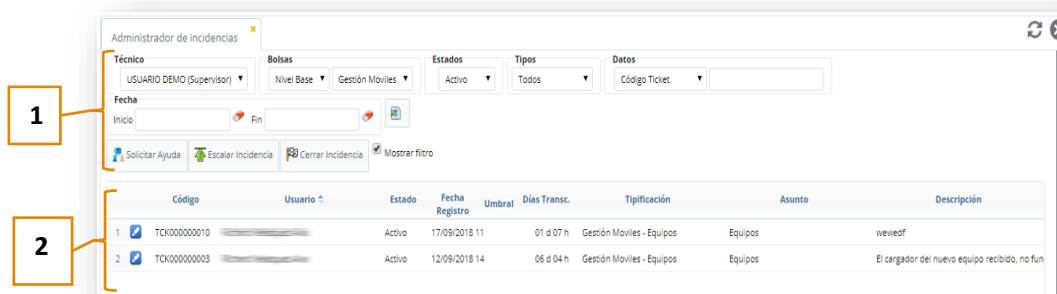 Administrador de incidencias
Técnico Bolsas Estados Tipos Datos
USUARIO DEMO (Supervisor) Nivel Base Gestión Moviles Activo Todos Código Ticket
1
Fecha
Inicio Fin
Solicitar Ayuda Escalar Incidencia Cerrar Incidencia Mostrar filtro
Código Usuario Estado Fecha Registro Umbral Días Transc. Tipificación Asunto Descripción
1 TCK000000010 Activo 17/09/2018 11 01 d 07 h Gestión Moviles - Equipos Equipos wewedf
2
2 TCK000000003 Activo 12/09/2018 14 06 d 04 h Gestión Moviles - Equipos Equipos El cargador del nuevo equipo recibido, no fun